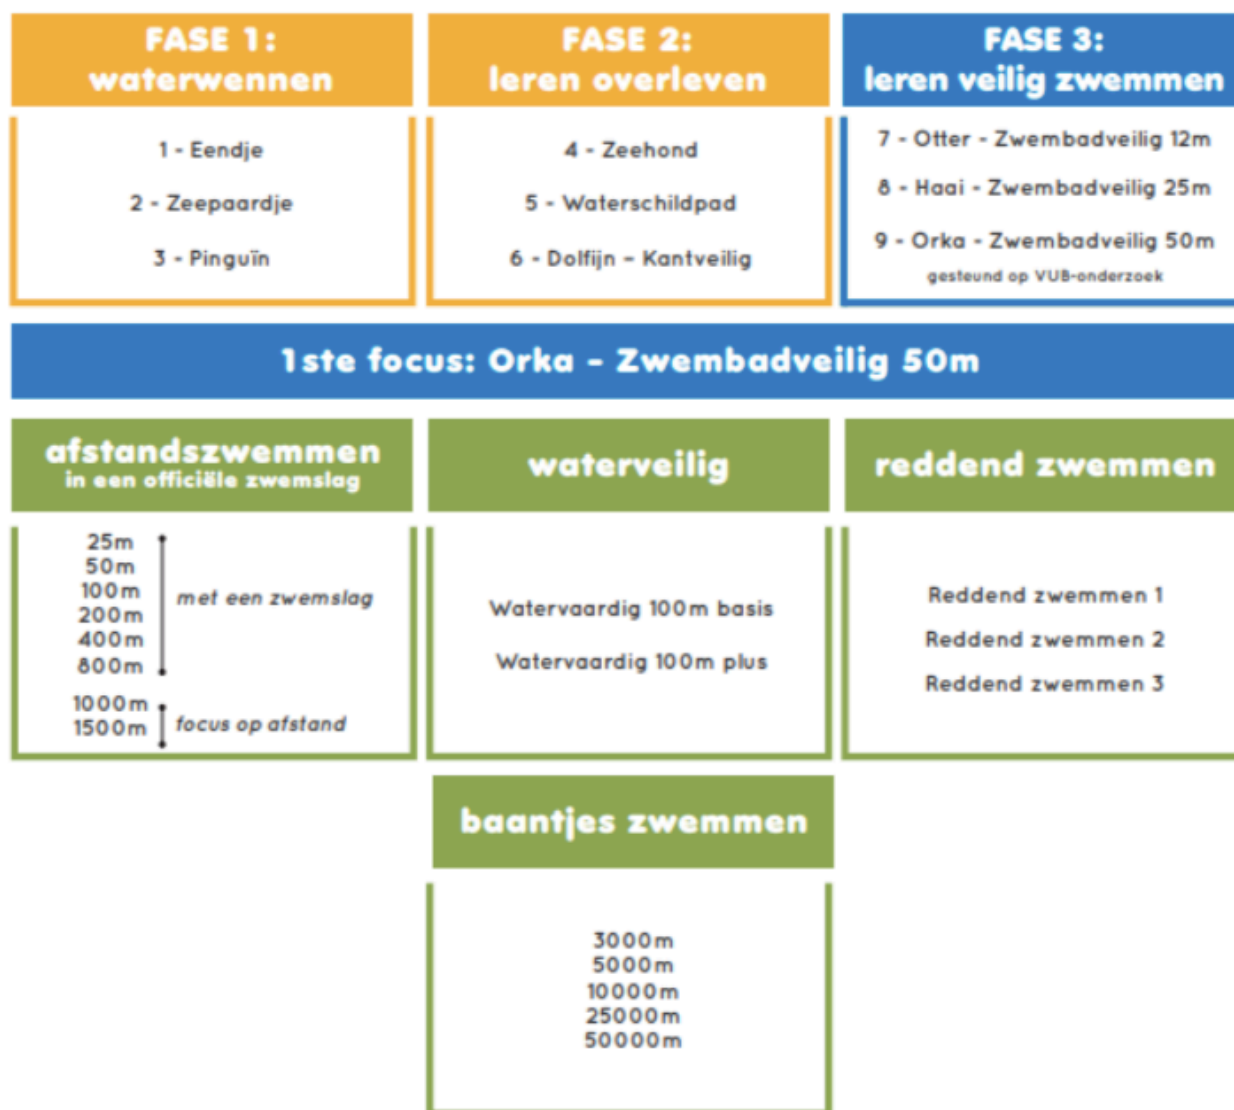 FASE 1:
waterwennen
1 - Eendje
2 - Zeepaardje
3 - Pinguïn
FASE 2:
leren overleven
4 - Zeehond
5 - Waterschildpad
6 - Dolfijn – Kantveilig
FASE 3:
leren veilig zwemmen
7 - Otter - Zwembadveilig 12m
8 - Haai - Zwembadveilig 25m
9 - Orka - Zwembadveilig 50m
gesteund op VUB-onderzoek
1ste focus: Orka - Zwembadveilig 50m
afstandszwemmen
in een officiële zwemslag
25m
50m
100m
200m
400m
800m
met een zwemslag
1000m
1500m
focus op afstand
waterveilig
Watervaardig 100m basis
Watervaardig 100m plus
reddend zwemmen
Reddend zwemmen 1
Reddend zwemmen 2
Reddend zwemmen 3
baantjes zwemmen
3000m
5000m
10000m
25000m
50000m